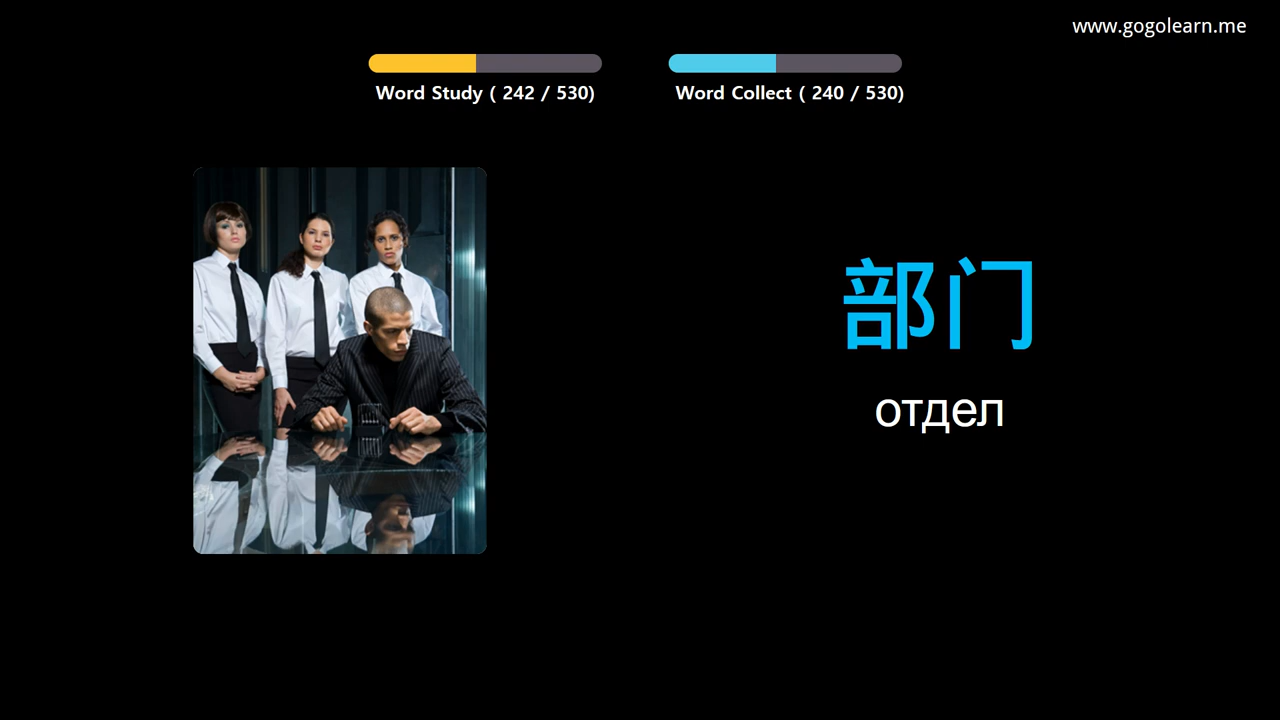 www.gogolearn.me
Word Study ( 242 / 530)
Word Collect ( 240 / 530)
部门
отдел